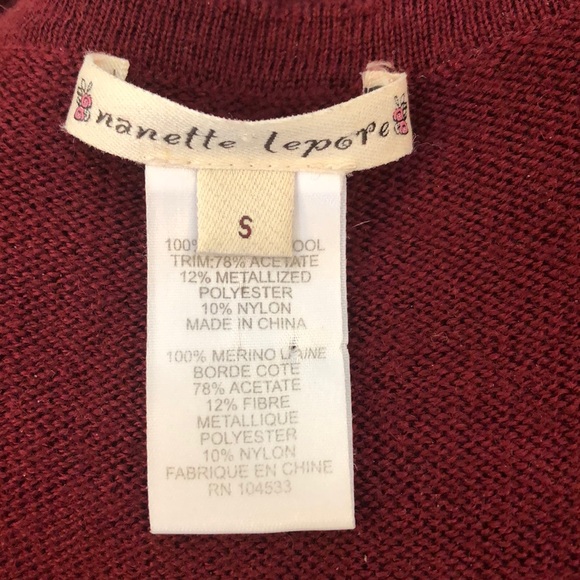 nanette lepore
S
100% OOL
TRIM;78% ACETATE
12% METALLIZED
POLYESTER
10% NYLON
MADE IN CHINA
100% MERINO LAINE
BORDE COTE
78% ACETATE
12% FIBRE
METALLIQUE
POLYESTER
10% NYLON
FABRIQUE EN CHINE
RN 104533